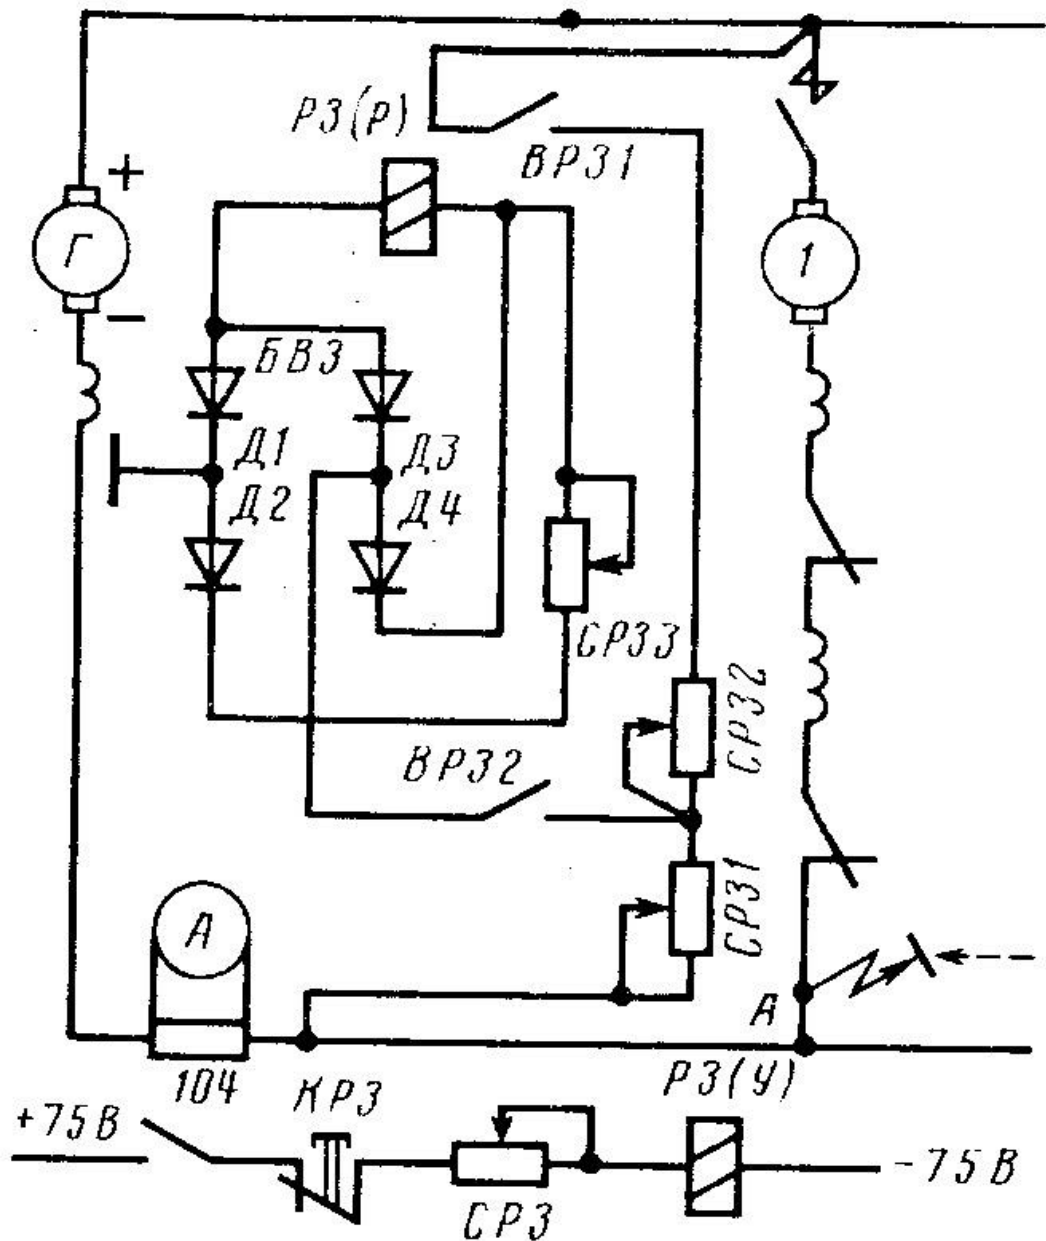 РЗ(Р)
ВРЗ1
+
Г
1
−
БВЗ
Д1
Д3
Д2
Д4
СРЗ3
СРЗ2
ВРЗ2
СРЗ1
А
А
104
КРЗ
РЗ(У)
+75В
-75В
СРЗ